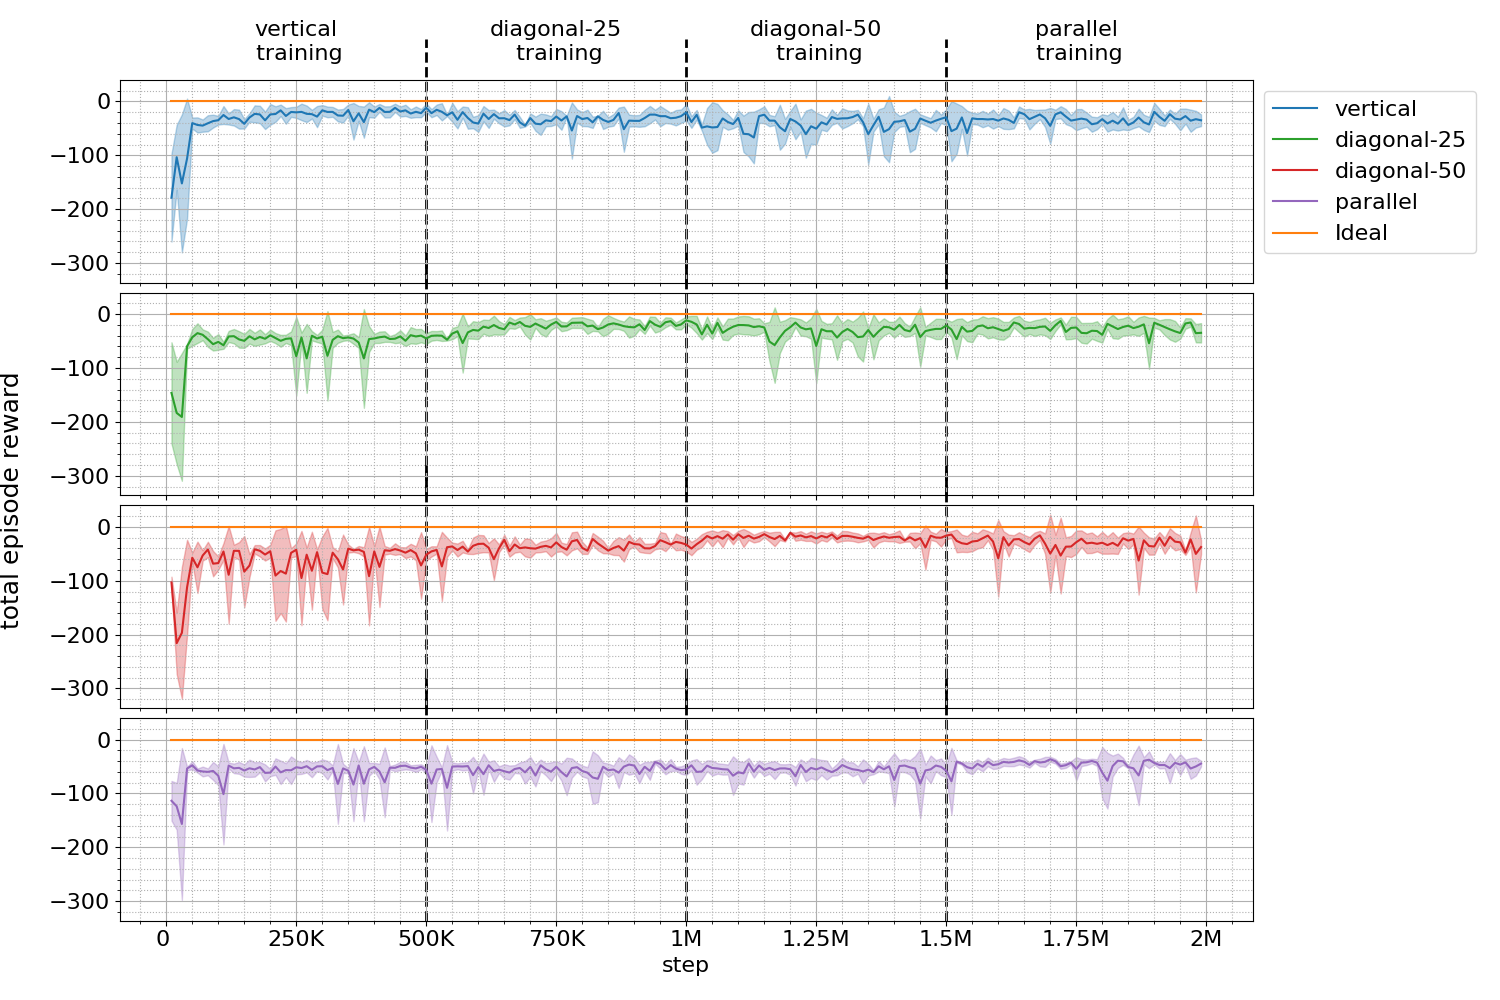 vertical diagonal-25 diagonal-50 parallel
training training training training
0
−100
−200
−300
0
−100
−200
−300
0
−100
−200
−300
0
−100
−200
−300
total episode reward
0 250K 500K 750K 1M 1.25M 1.5M 1.75M 2M
step
vertical
diagonal-25
diagonal-50
parallel
Ideal